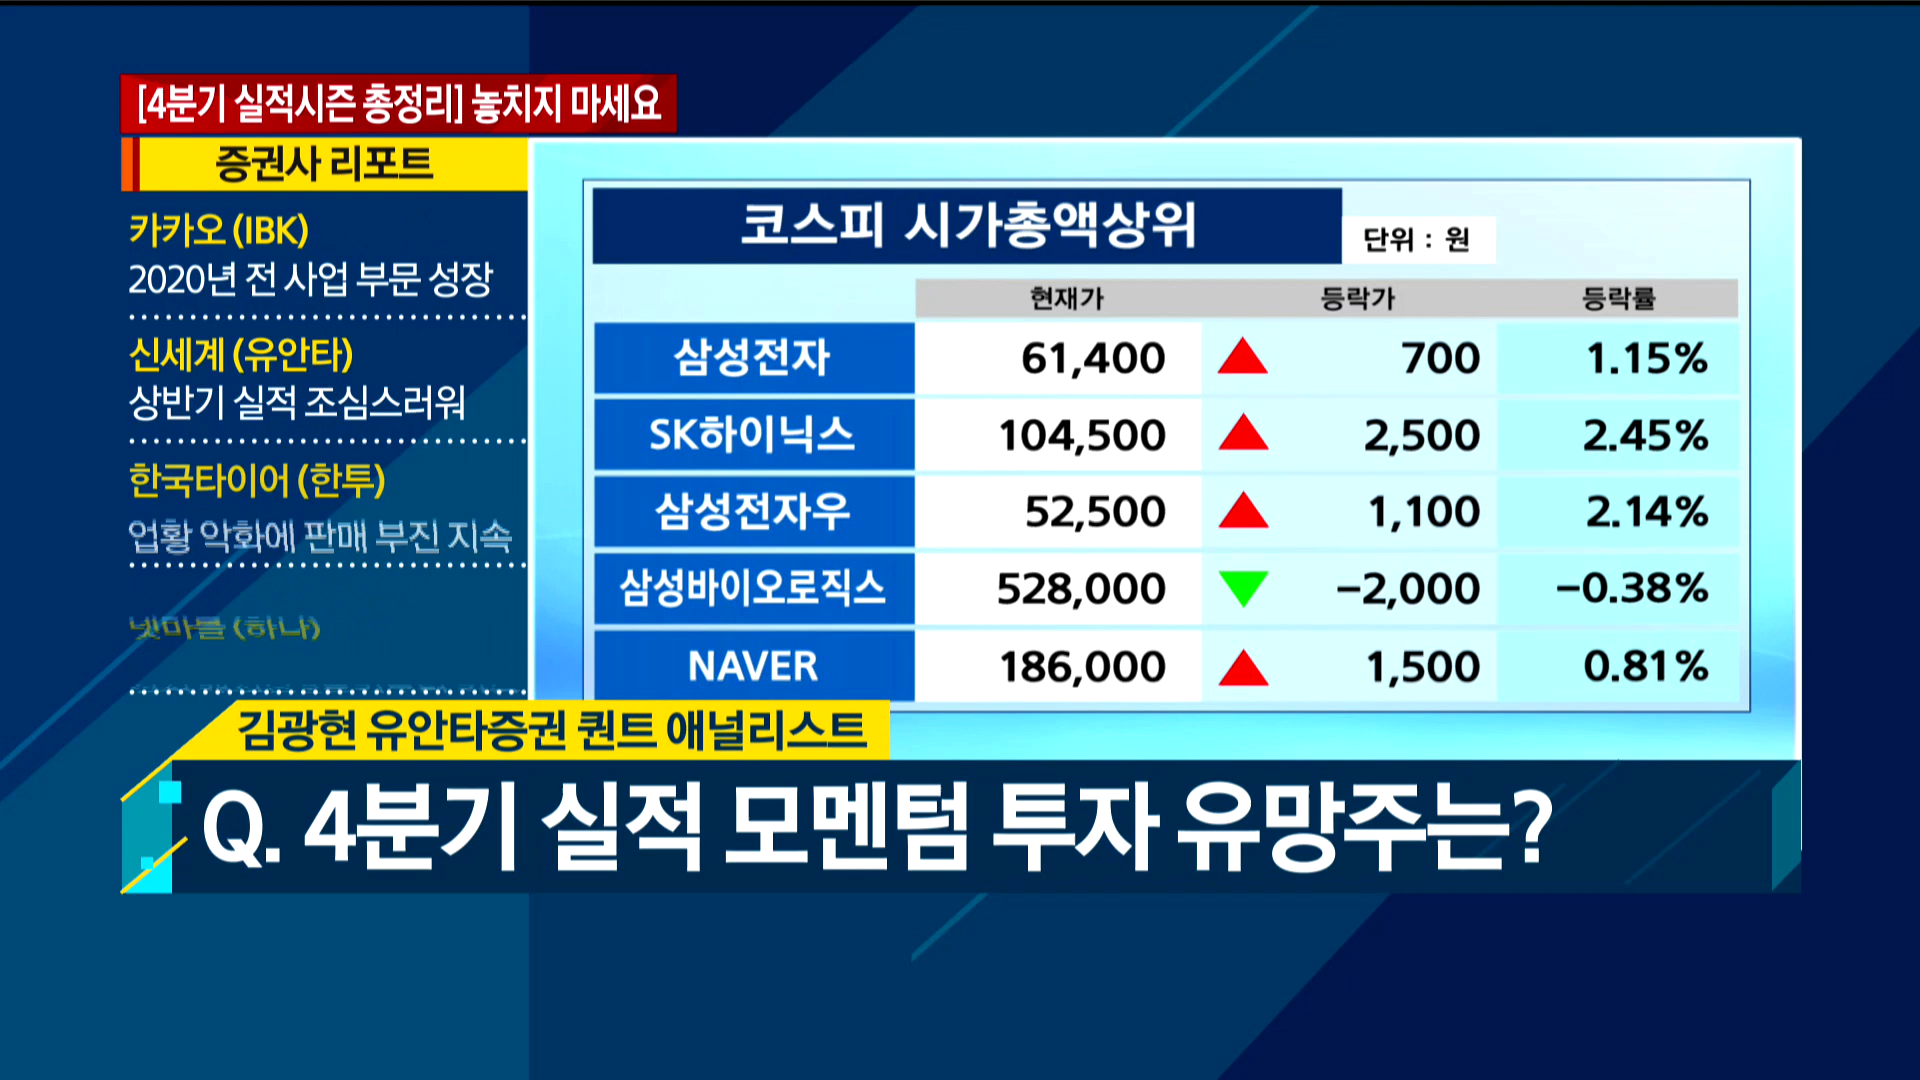 [4분기 실적시즌 총정리] 놓치지 마세요
증권사 리포트
카카오 (IBK)
2020년 전 사업 부문 성장
신세계 (유안타)
상반기 실적 조심스러워
한국타이어 (한투)
업황 악화에 판매 부진 지속
넷마블 (하나)
코스피 시가총액상위
단위 : 원
현재가 등락가 등락률
삼성전자 61,400 ▲ 700 1.15%
SK하이닉스 104,500 ▲ 2,500 2.45%
삼성전자우 52,500 ▲ 1,100 2.14%
삼성바이오로직스 528,000 ▼ -2,000 -0.38%
NAVER 186,000 ▲ 1,500 0.81%
김광현 유안타증권 퀀트 애널리스트
Q. 4분기 실적 모멘텀 투자 유망주는?